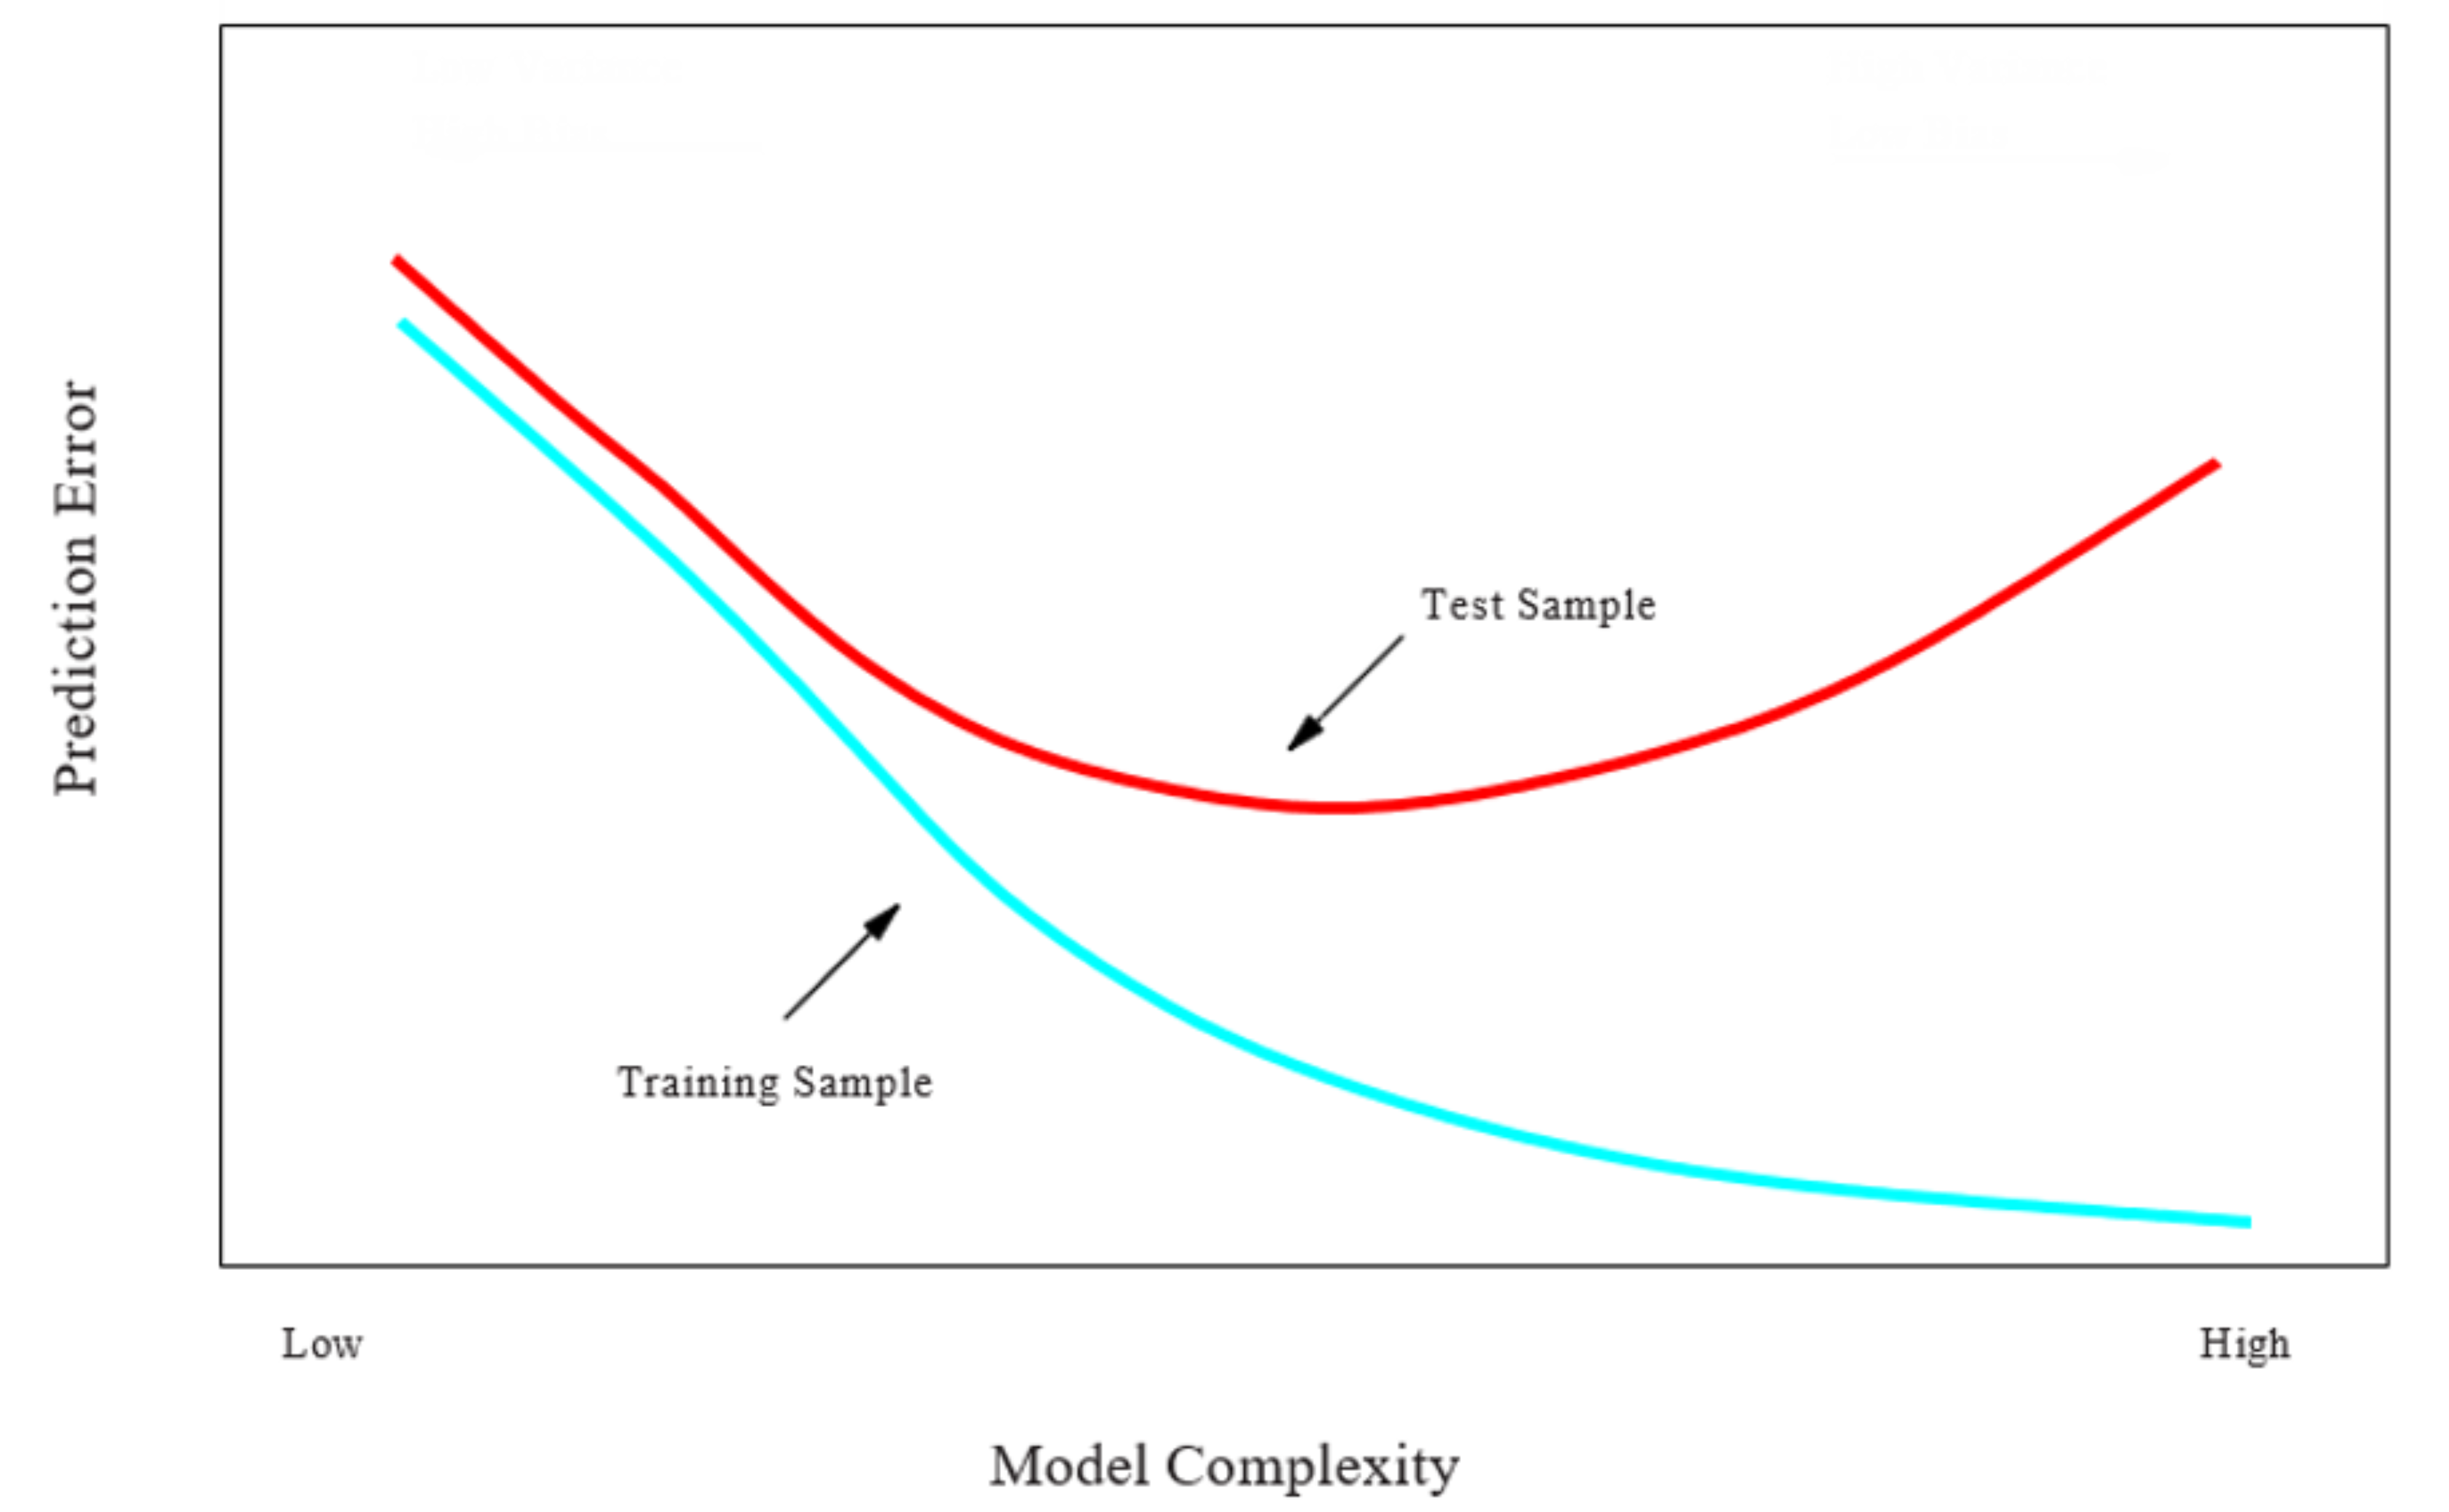 Prediction Error
Test Sample
Training Sample
Low
High
Model Complexity